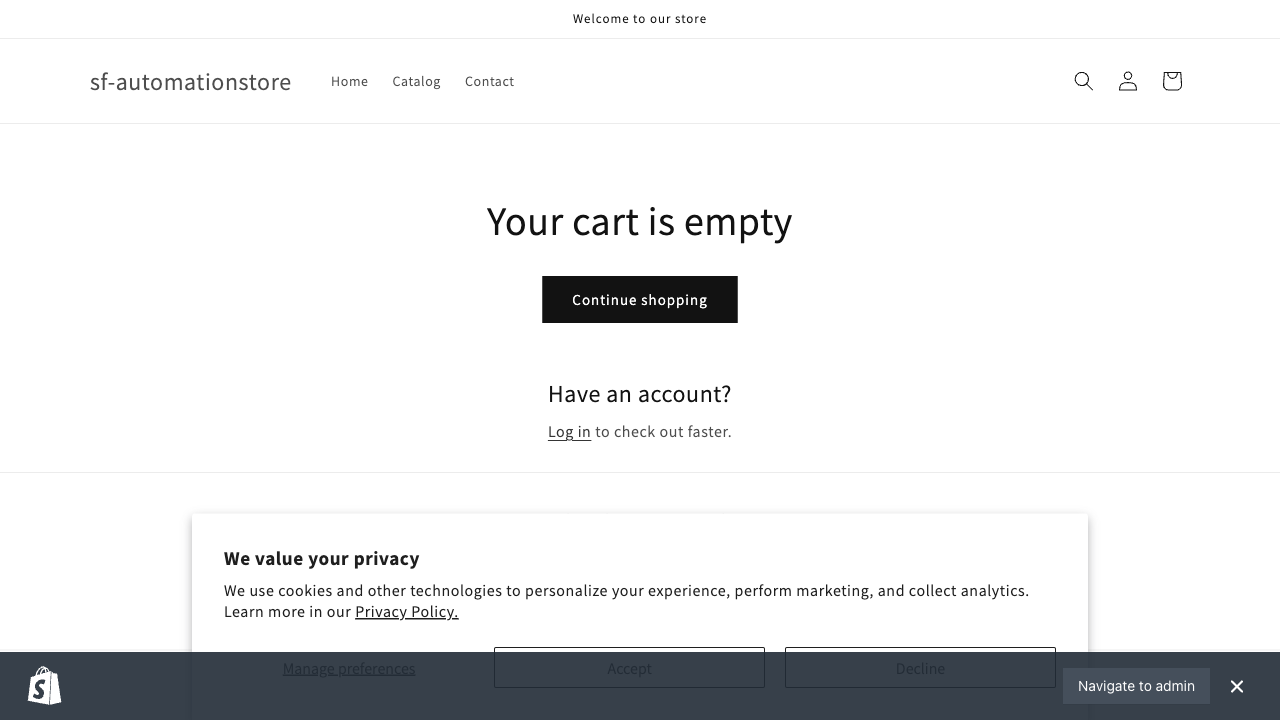 Welcome to our store
sf-automationstore
Home
Catalog
Contact
Your cart is empty
Continue shopping
Have an account?
Log in to check out faster.
We value your privacy
We use cookies and other technologies to personalize your experience, perform marketing, and collect analytics.
Learn more in our Privacy Policy.
Manage preferences
Accept
Decline
Navigate to admin